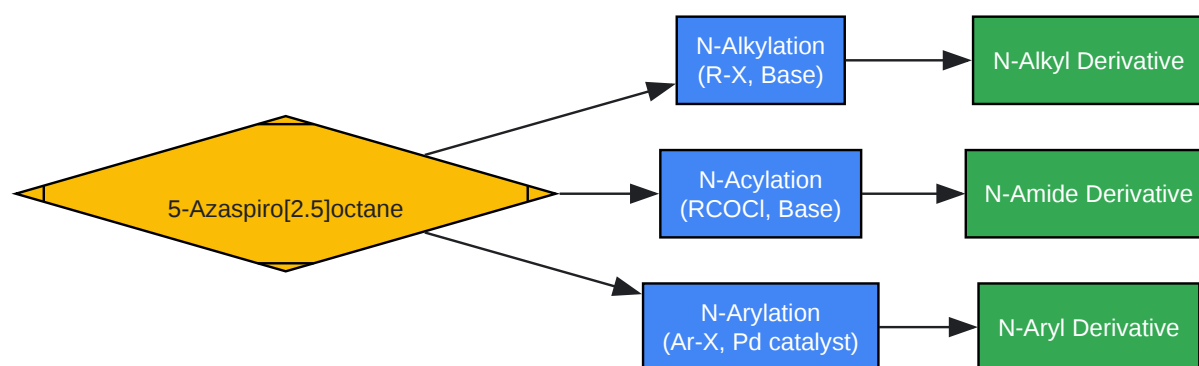 N-Alkylation
(R-X, Base)
N-Alkyl Derivative
5-Azaspiro[2.5]octane
N-Acylation
(RCOCl, Base)
N-Amide Derivative
N-Arylation
(Ar-X, Pd catalyst)
N-Aryl Derivative